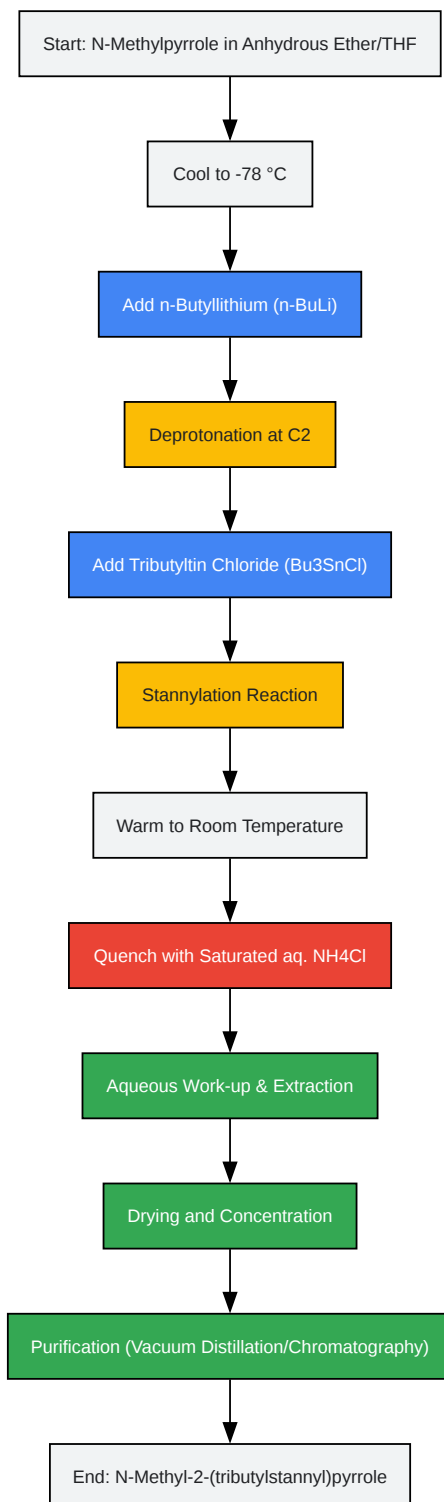 Start: N-Methylpyrrole in Anhydrous Ether/THF
Cool to -78 °C
Add n-Butyllithium (n-BuLi)
Deprotonation at C2
Add Tributyltin Chloride (Bu3SnCl)
Stannylation Reaction
Warm to Room Temperature
Quench with Saturated aq. NH4Cl
Aqueous Work-up & Extraction
Drying and Concentration
Purification (Vacuum Distillation/Chromatography)
End: N-Methyl-2-(tributylstannyl)pyrrole